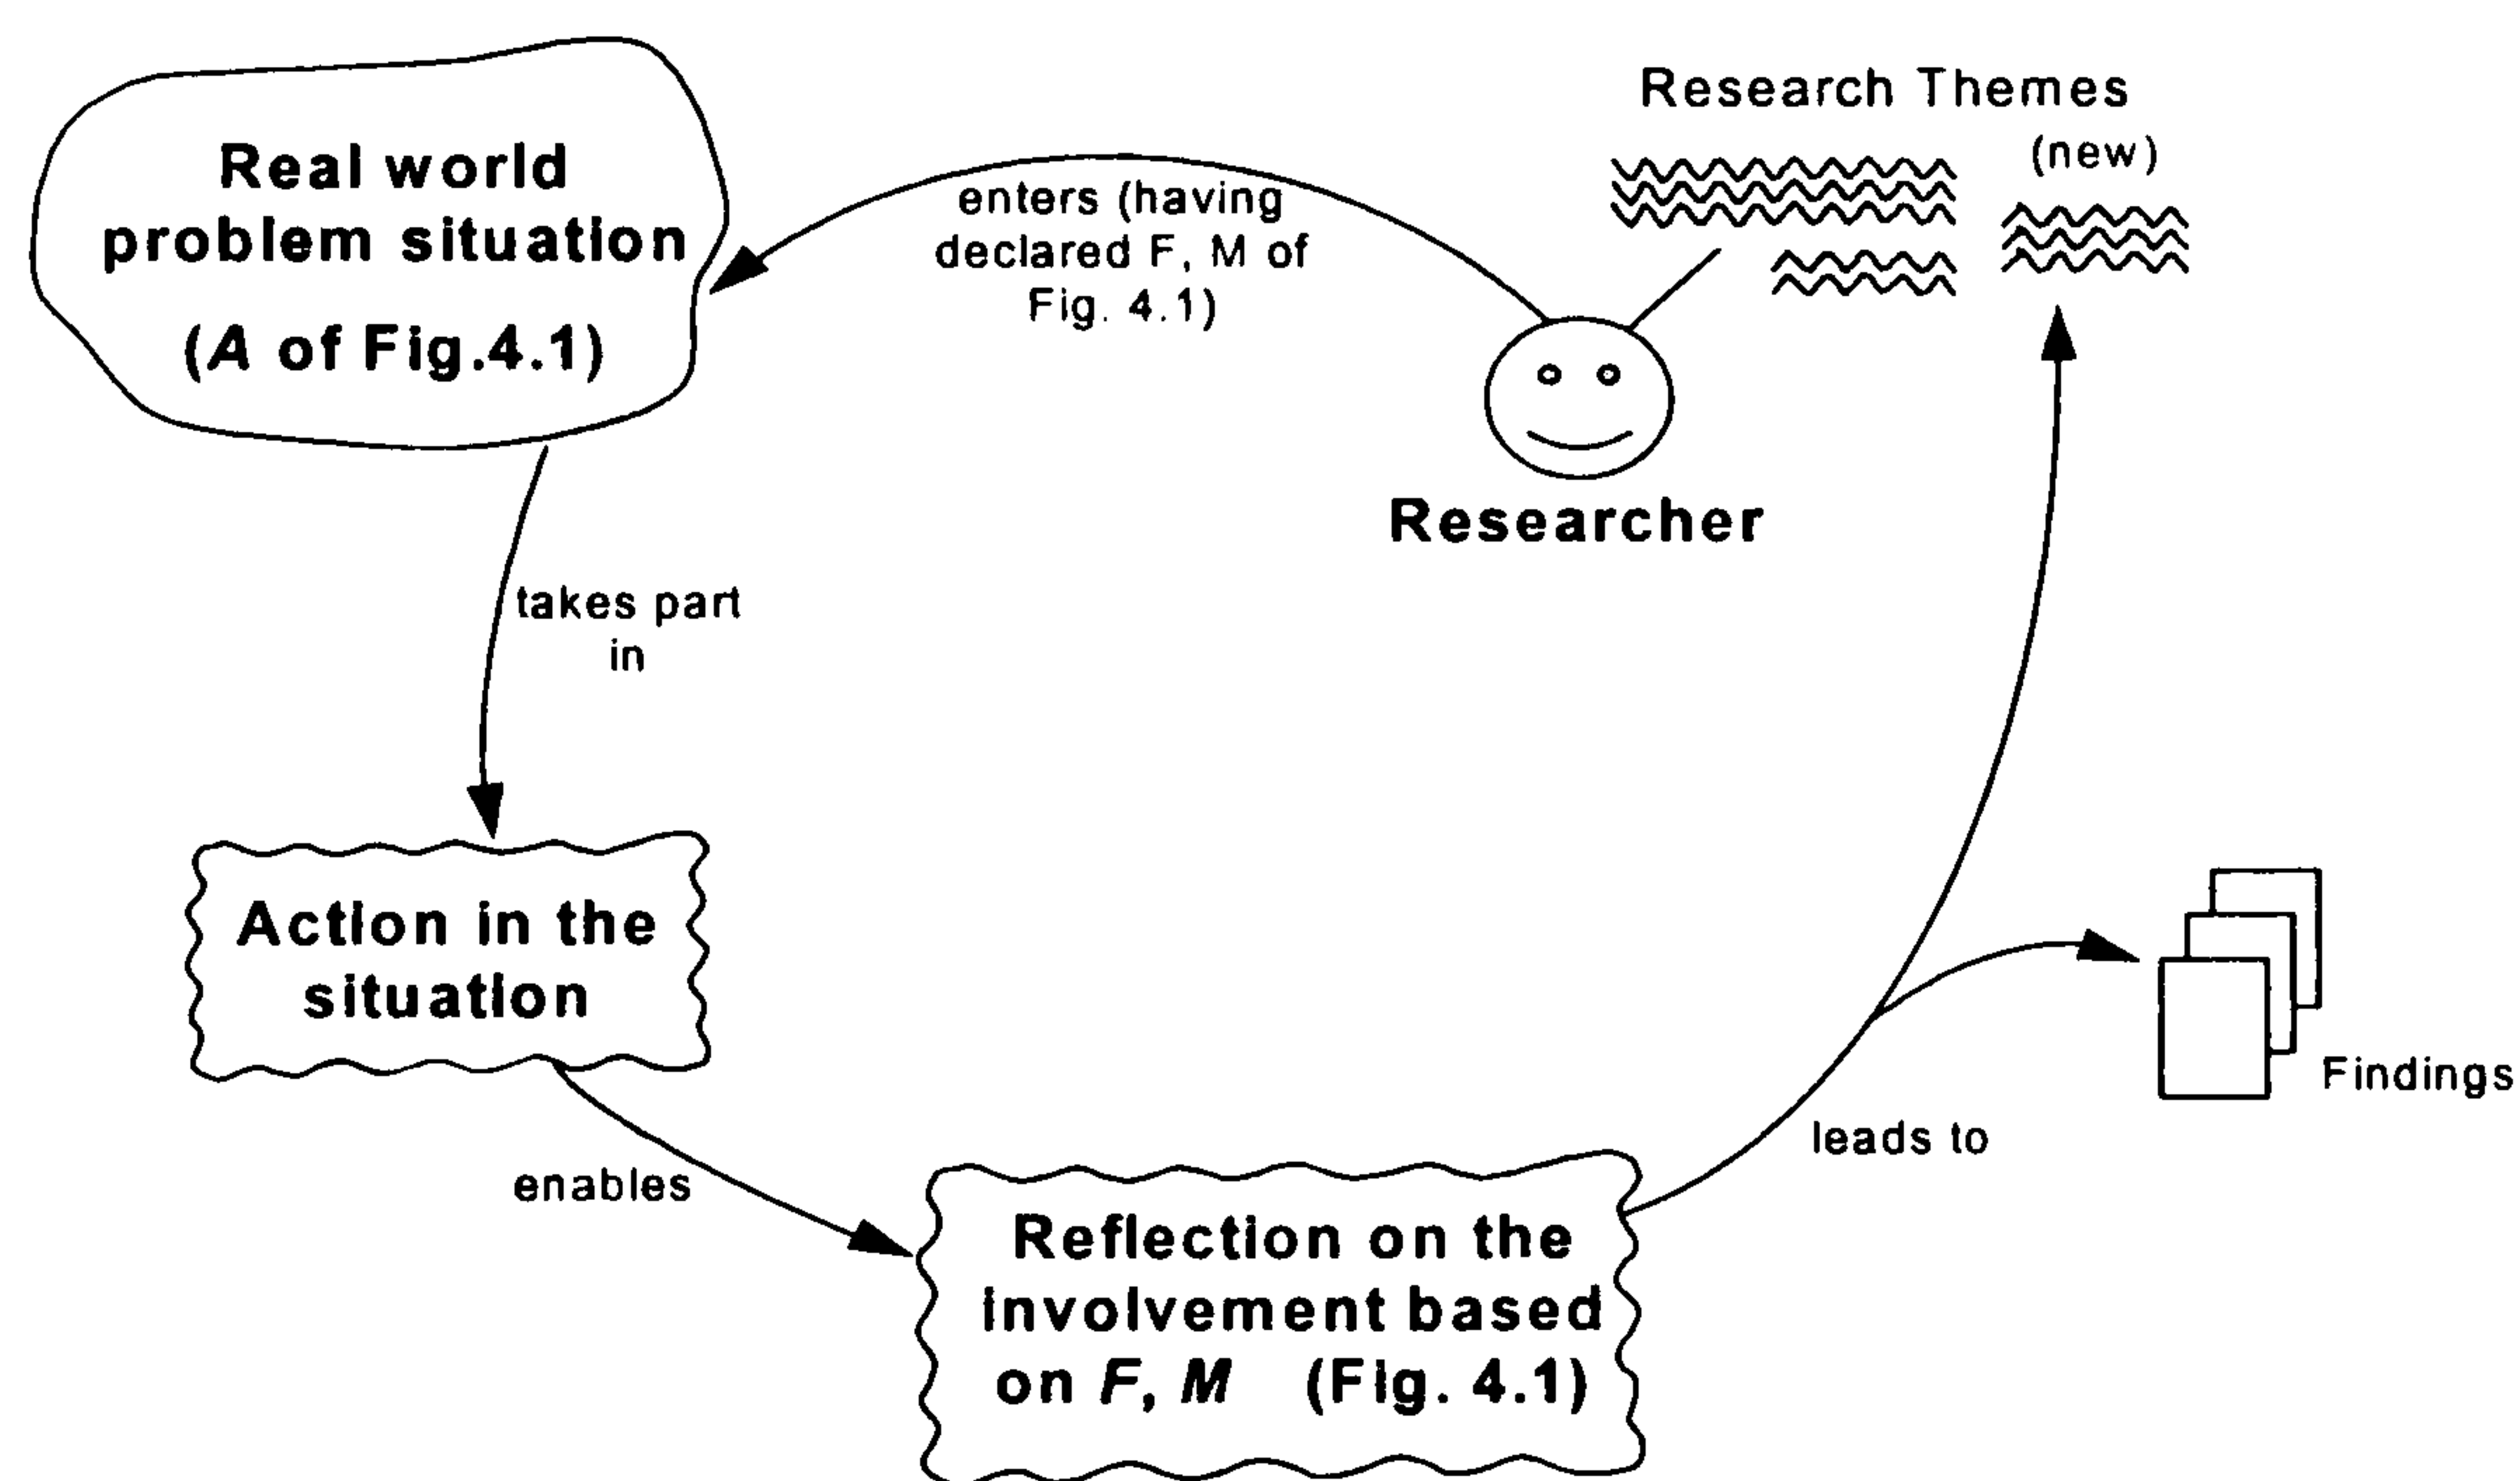 Research Themes
(new)
Real world
problem situation
(A of Fig.4.1)
enters (having
declared F, M of
Fig. 4.1)
Researcher
takes part
in
Action in the
situation
enables
Reflection on the
involvement based
on F, M (Fig. 4.1)
leads to
Findings